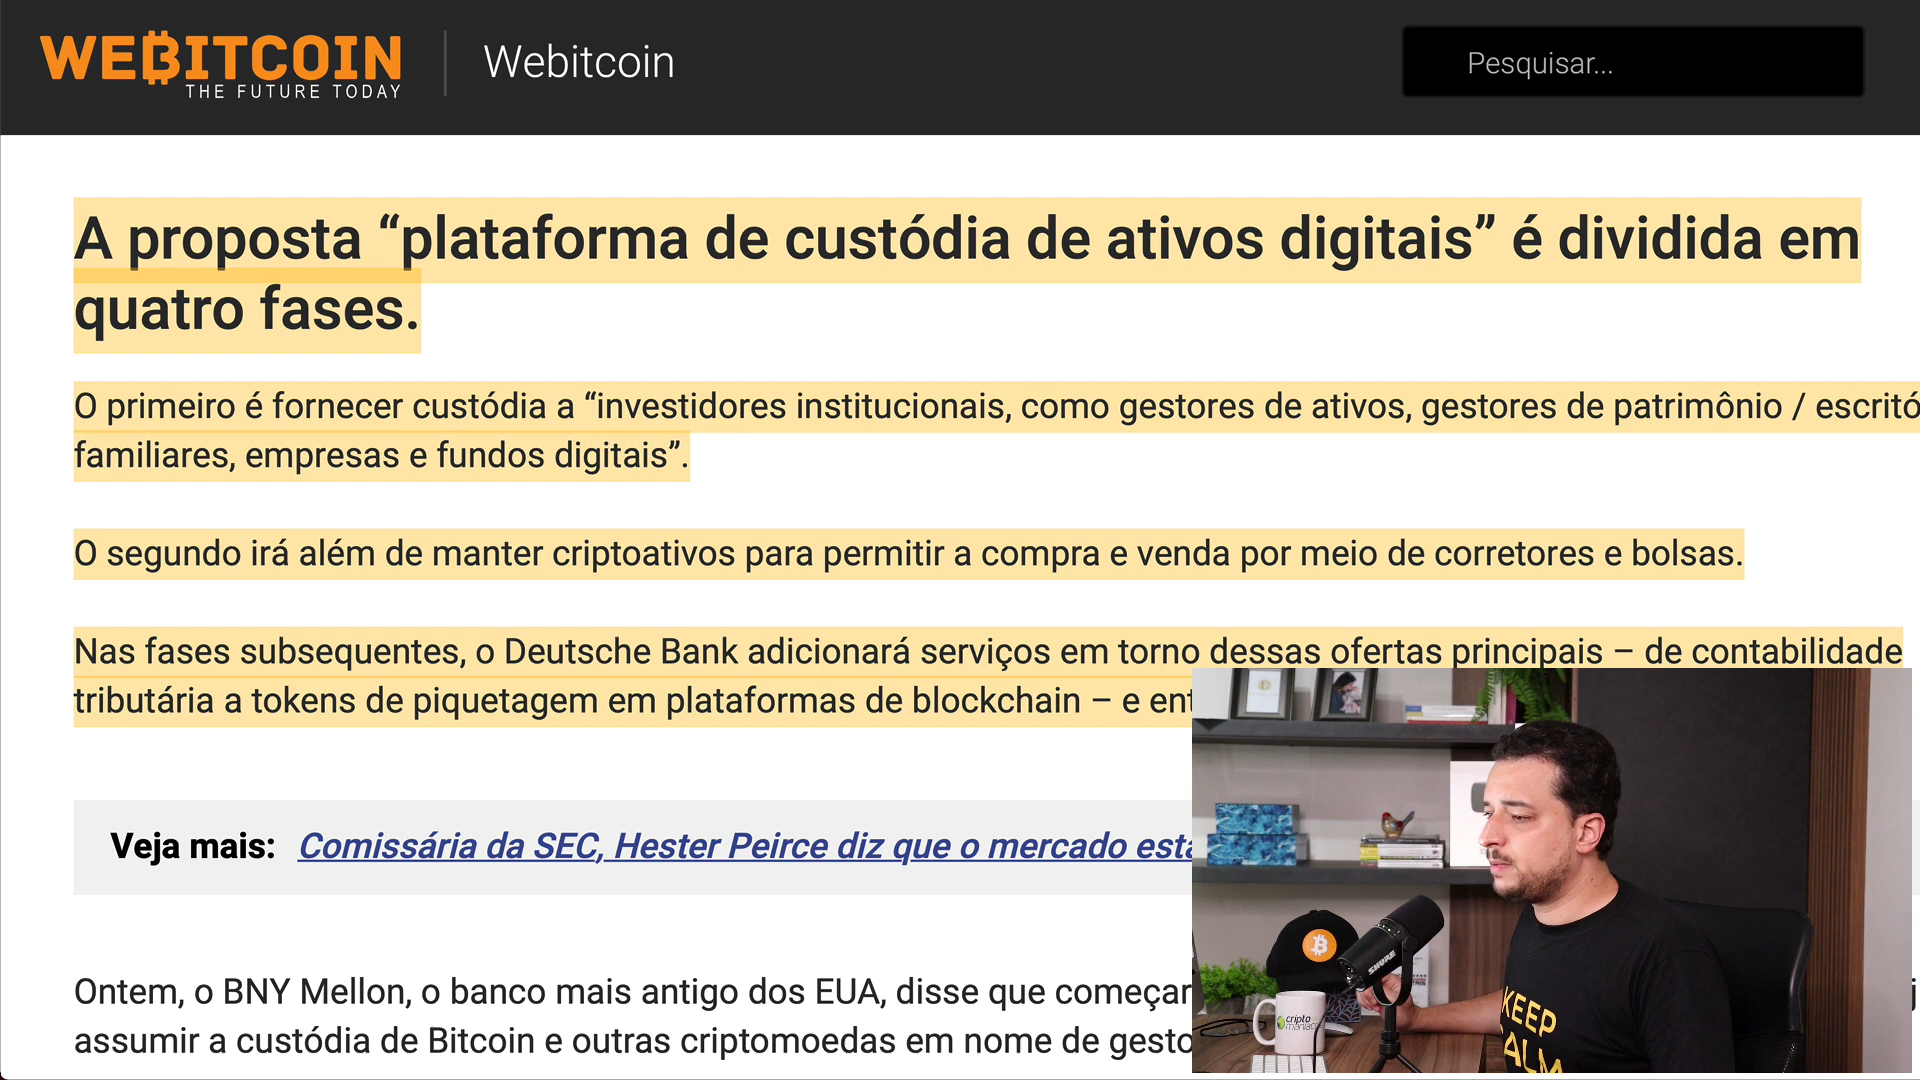 WEBITCOIN
THE FUTURE TODAY
Webitcoin
Pesquisar...
A proposta “plataforma de custódia de ativos digitais” é dividida em
quatro fases.
O primeiro é fornecer custódia a “investidores institucionais, como gestores de ativos, gestores de patrimônio / escritó
familiares, empresas e fundos digitais”.
O segundo irá além de manter criptoativos para permitir a compra e venda por meio de corretores e bolsas.
Nas fases subsequentes, o Deutsche Bank adicionará serviços em torno dessas ofertas principais – de contabilidade
tributária a tokens de piquetagem em plataformas de blockchain – e ent
Veja mais: Comissária da SEC, Hester Peirce diz que o mercado está
Ontem, o BNY Mellon, o banco mais antigo dos EUA, disse que começar
assumir a custódia de Bitcoin e outras criptomoedas em nome de gesto
SHURE
cripto
maníacos
KEEP
CALM